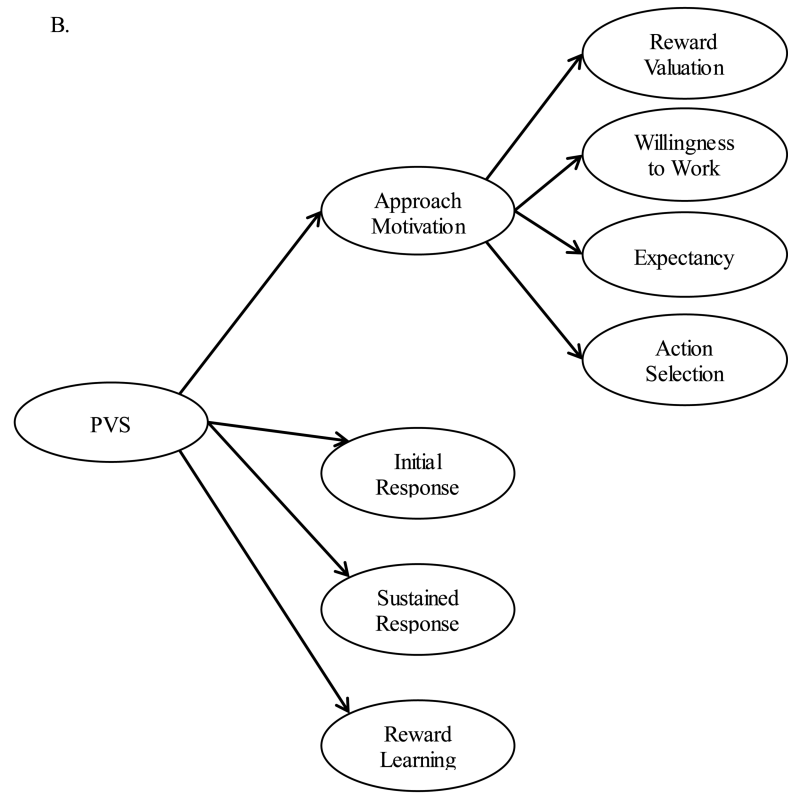 B.
Reward
Valuation
Willingness
to Work
Approach
Motivation
Expectancy
Action
Selection
PVS
Initial
Response
Sustained
Response
Reward
Learning